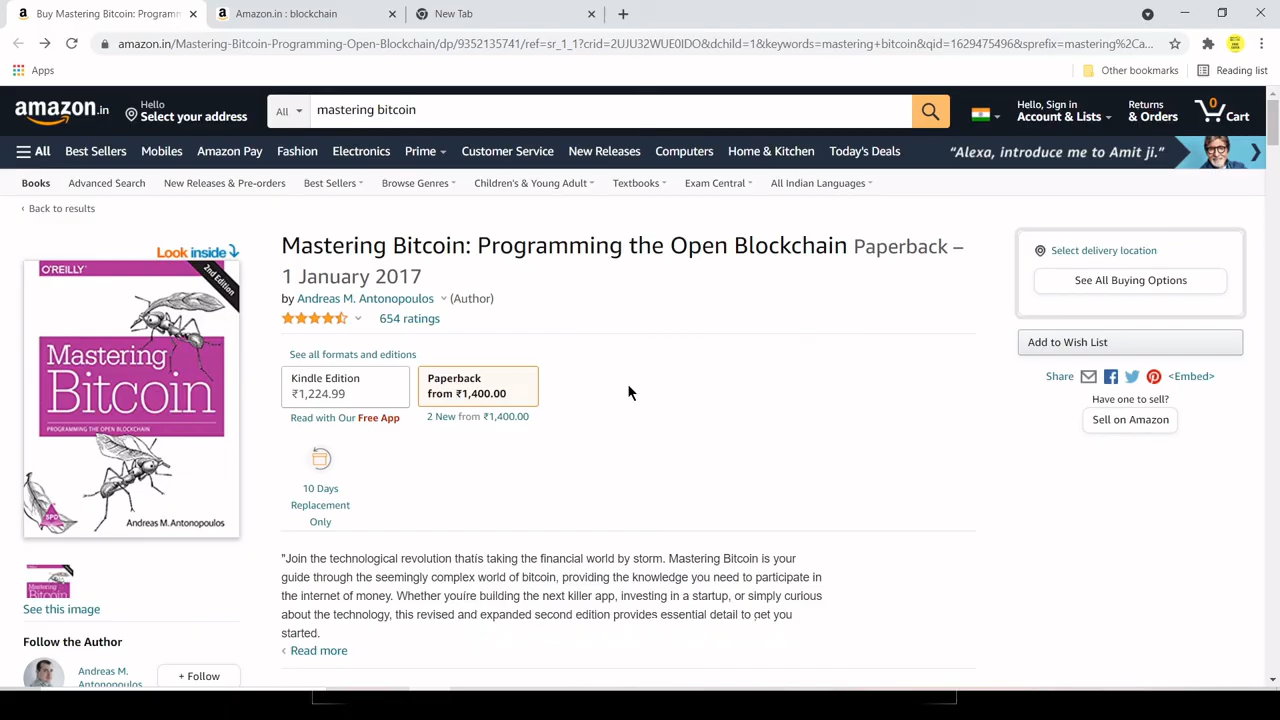 Buy Mastering Bitcoin: Programm
Amazon.in : blockchain
New Tab
amazon.in/Mastering-Bitcoin-Programming-Open-Blockchain/dp/9352135741/ref=sr_1_1?crid=2UJU32WUE0IDO&dchild=1&keywords=mastering+bitcoin&qid=1629475496&sprefix=mastering%2Ca...
Apps
Other bookmarks
Reading list
amazon.in
Hello
Select your address
All
mastering bitcoin
Hello, Sign in
Account & Lists
Returns
& Orders
0
Cart
All
Best Sellers
Mobiles
Amazon Pay
Fashion
Electronics
Prime
Customer Service
New Releases
Computers
Home & Kitchen
Today's Deals
“Alexa, introduce me to Amit ji.”
Books
Advanced Search
New Releases & Pre-orders
Best Sellers
Browse Genres
Children's & Young Adult
Textbooks
Exam Central
All Indian Languages
‹ Back to results
Look inside
O'REILLY'
2nd Edition
Mastering
Bitcoin
PROGRAMMING THE OPEN BLOCKCHAIN
SPD
Andreas M. Antonopoulos
See this image
Follow the Author
Andreas M.
Antonopoulos
+ Follow
Mastering Bitcoin: Programming the Open Blockchain Paperback –
1 January 2017
by Andreas M. Antonopoulos (Author)
654 ratings
See all formats and editions
Kindle Edition
₹1,224.99
Read with Our Free App
Paperback
from ₹1,400.00
2 New from ₹1,400.00
10 Days
Replacement
Only
"Join the technological revolution thatís taking the financial world by storm. Mastering Bitcoin is your
guide through the seemingly complex world of bitcoin, providing the knowledge you need to participate in
the internet of money. Whether youíre building the next killer app, investing in a startup, or simply curious
about the technology, this revised and expanded second edition provides essential detail to get you
started.
‹ Read more
Select delivery location
See All Buying Options
Add to Wish List
Share
<Embed>
Have one to sell?
Sell on Amazon